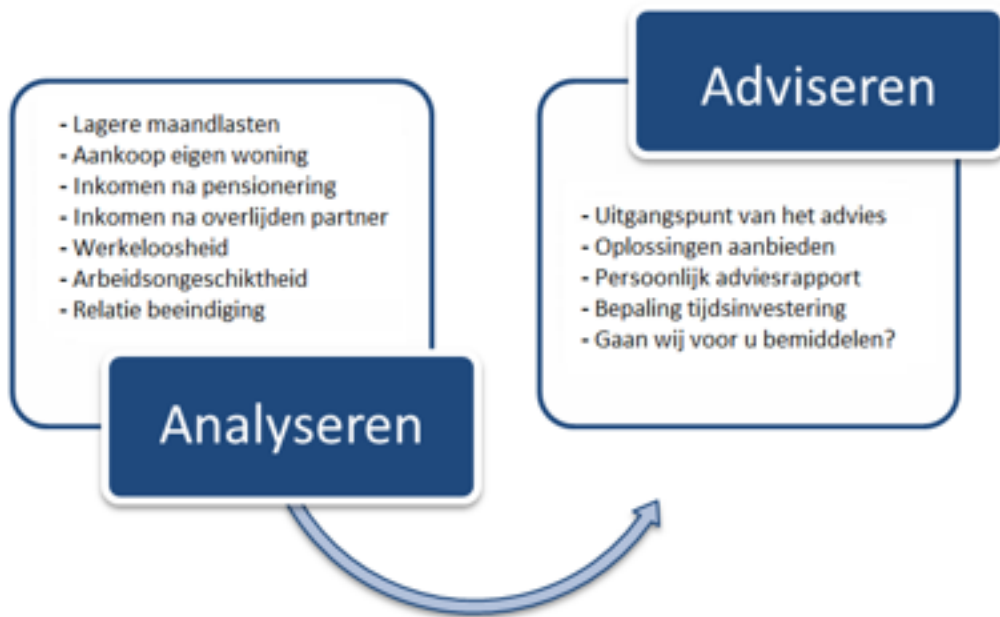 - Lagere maandlasten
- Aankoop eigen woning
- Inkomen na pensionering
- Inkomen na overlijden partner
- Werkeloosheid
- Arbeidsongeschiktheid
- Relatie beeindiging
Analyseren
Adviseren
- Uitgangspunt van het advies
- Oplossingen aanbieden
- Persoonlijk adviesrapport
- Bepaling tijdsinvestering
- Gaan wij voor u bemiddelen?